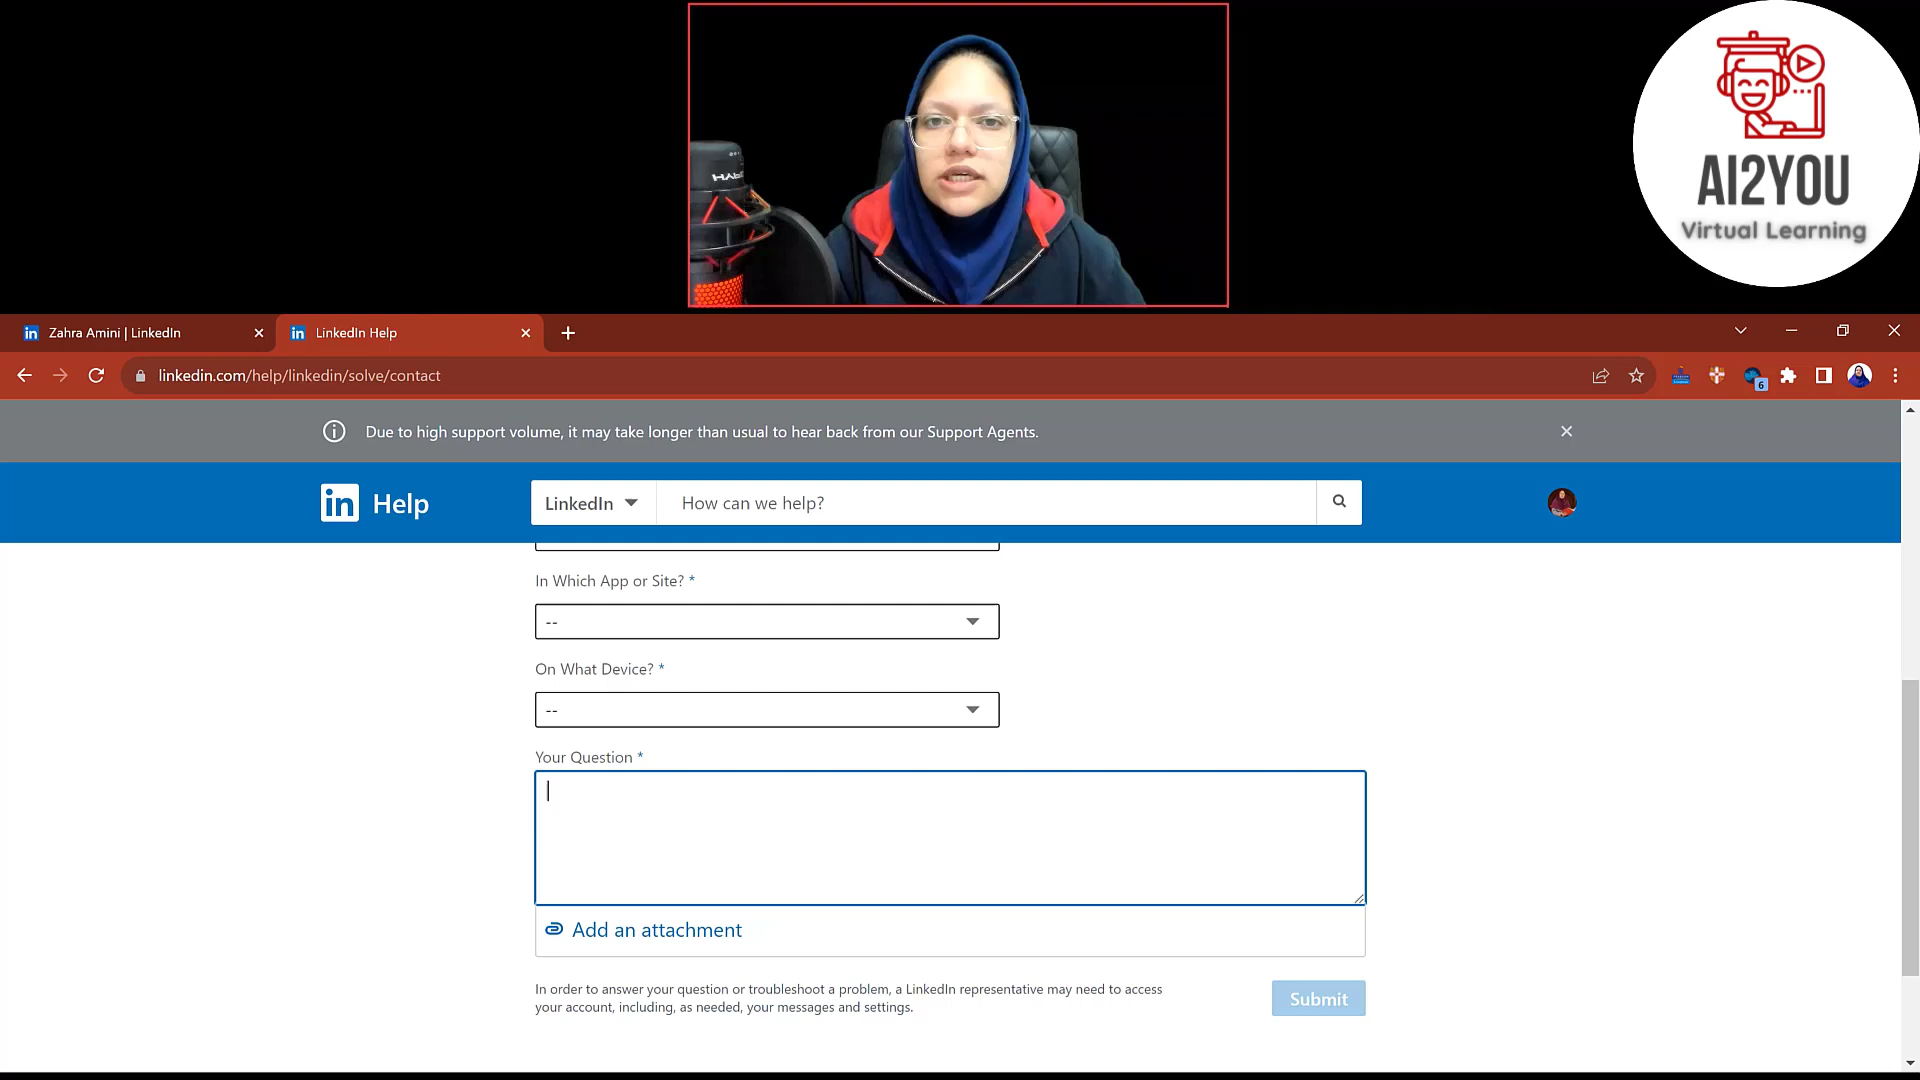 AI2YOU
Virtual Learning
Zahra Amini | LinkedIn
LinkedIn Help
linkedin.com/help/linkedin/solve/contact
6
Due to high support volume, it may take longer than usual to hear back from our Support Agents.
in Help
LinkedIn
How can we help?
In Which App or Site? *
--
On What Device? *
--
Your Question *
Add an attachment
In order to answer your question or troubleshoot a problem, a LinkedIn representative may need to access
your account, including, as needed, your messages and settings.
Submit